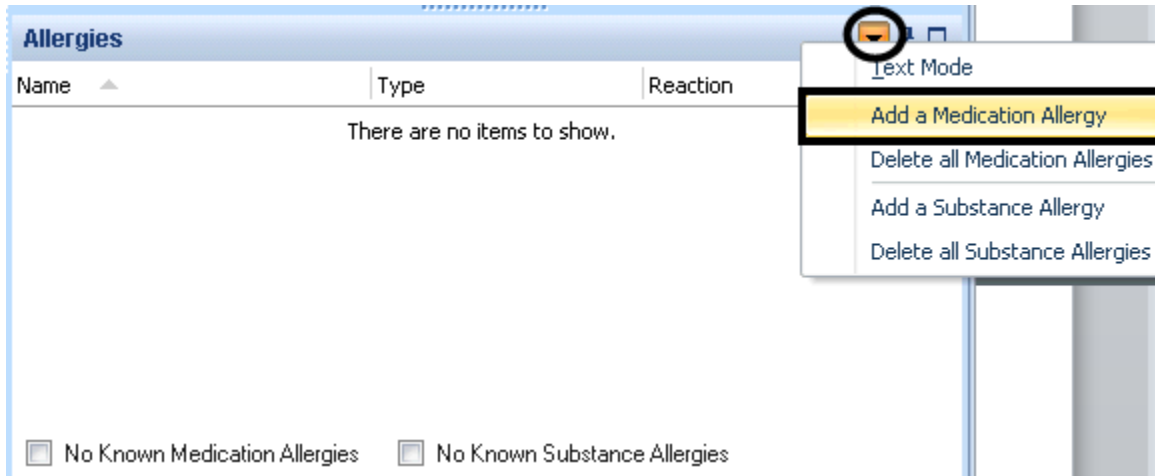 Allergies
Name Type Reaction
There are no items to show.
Text Mode
Add a Medication Allergy
Delete all Medication Allergies
Add a Substance Allergy
Delete all Substance Allergies
No Known Medication Allergies No Known Substance Allergies